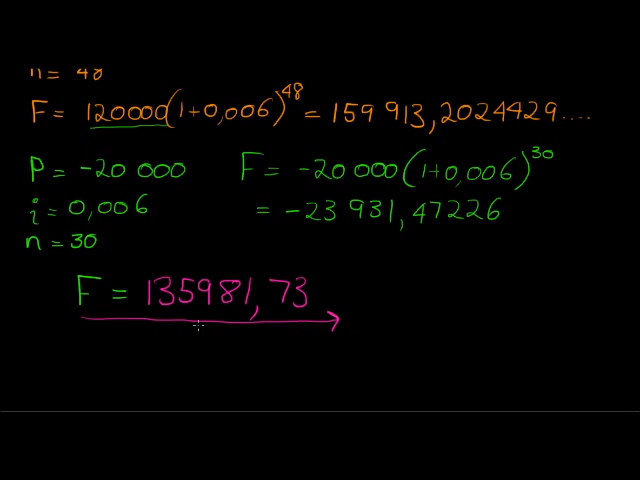 n = 48
F = 120000(1+0,006)^48 = 159 913,2024429....
P = -20 000 F = -20 000(1+0,006)^30
i = 0,006 = -23 931,47226
n = 30
F = 135981,73